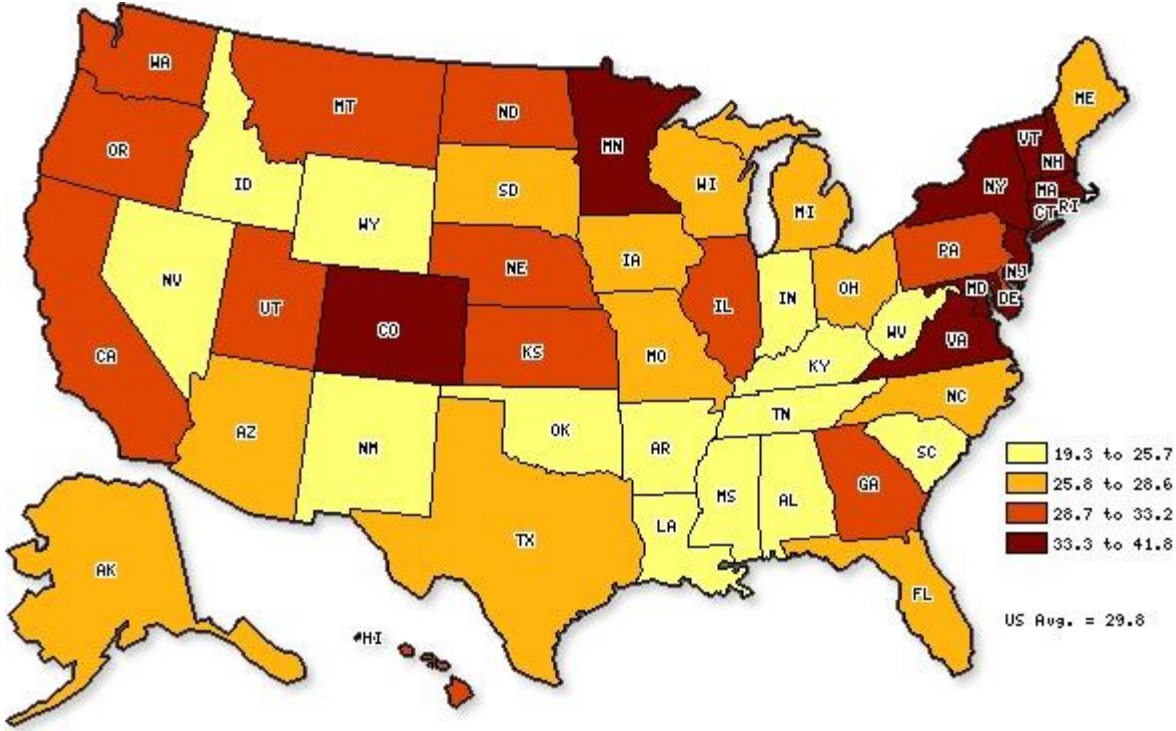 WA
MT
ND
MN
ME
VT
NH
OR
ID
SD
WI
MI
NY
MA
CT
RI
WY
IA
NE
PA
NJ
NV
UT
CO
IL
IN
OH
MD
DE
CA
KS
MO
WV
VA
KY
AZ
NM
OK
AR
TN
NC
SC
MS
AL
GA
LA
TX
AK
FL
HI
19.3 to 25.7
25.8 to 28.6
28.7 to 33.2
33.3 to 41.8
US Avg. = 29.8